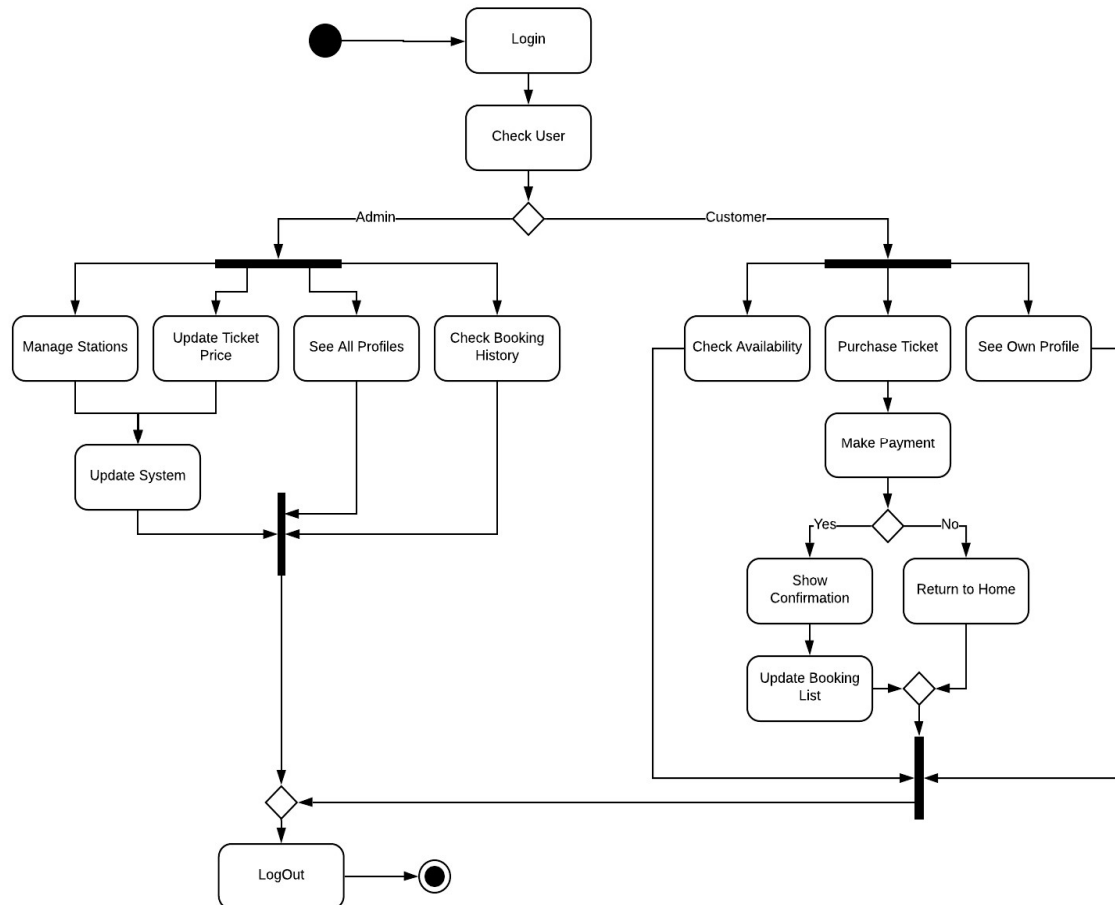 Login
Check User
Admin
Customer
Manage Stations
Update Ticket
Price
See All Profiles
Check Booking
History
Check Availability
Purchase Ticket
See Own Profile
Make Payment
Update System
Yes
No
Show
Confirmation
Return to Home
Update Booking
List
LogOut